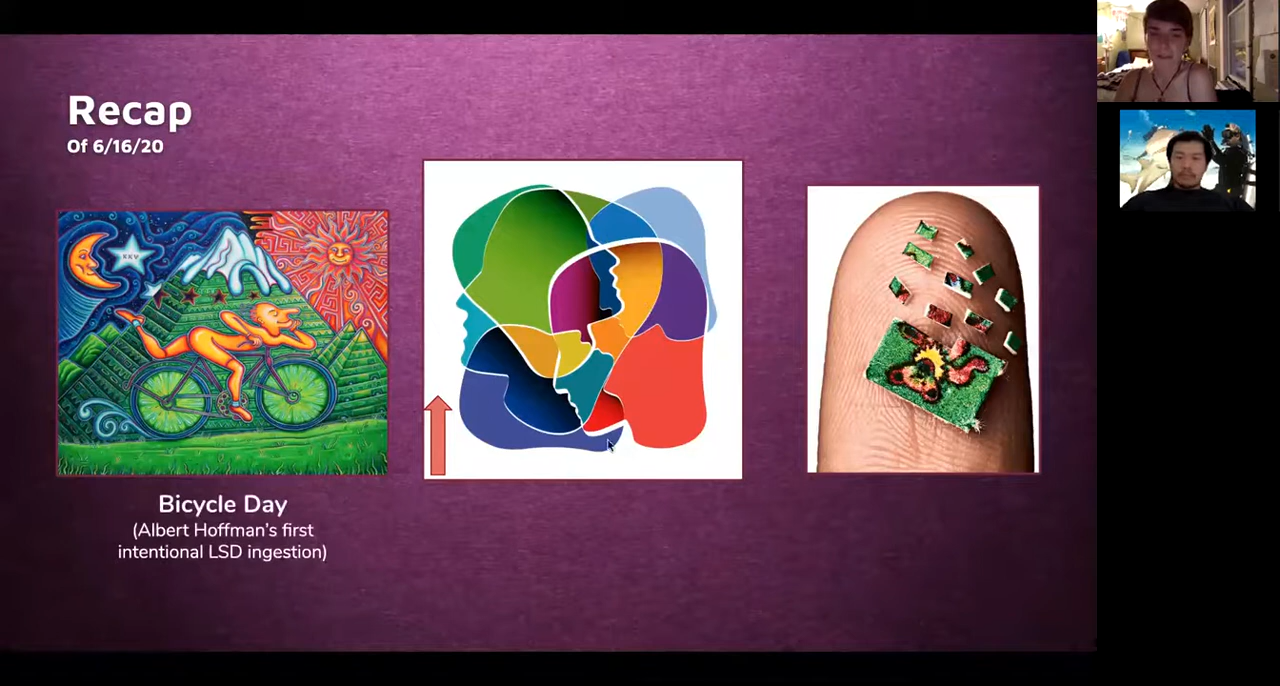 Recap
Of 6/16/20
Bicycle Day
(Albert Hoffman's first
intentional LSD ingestion)